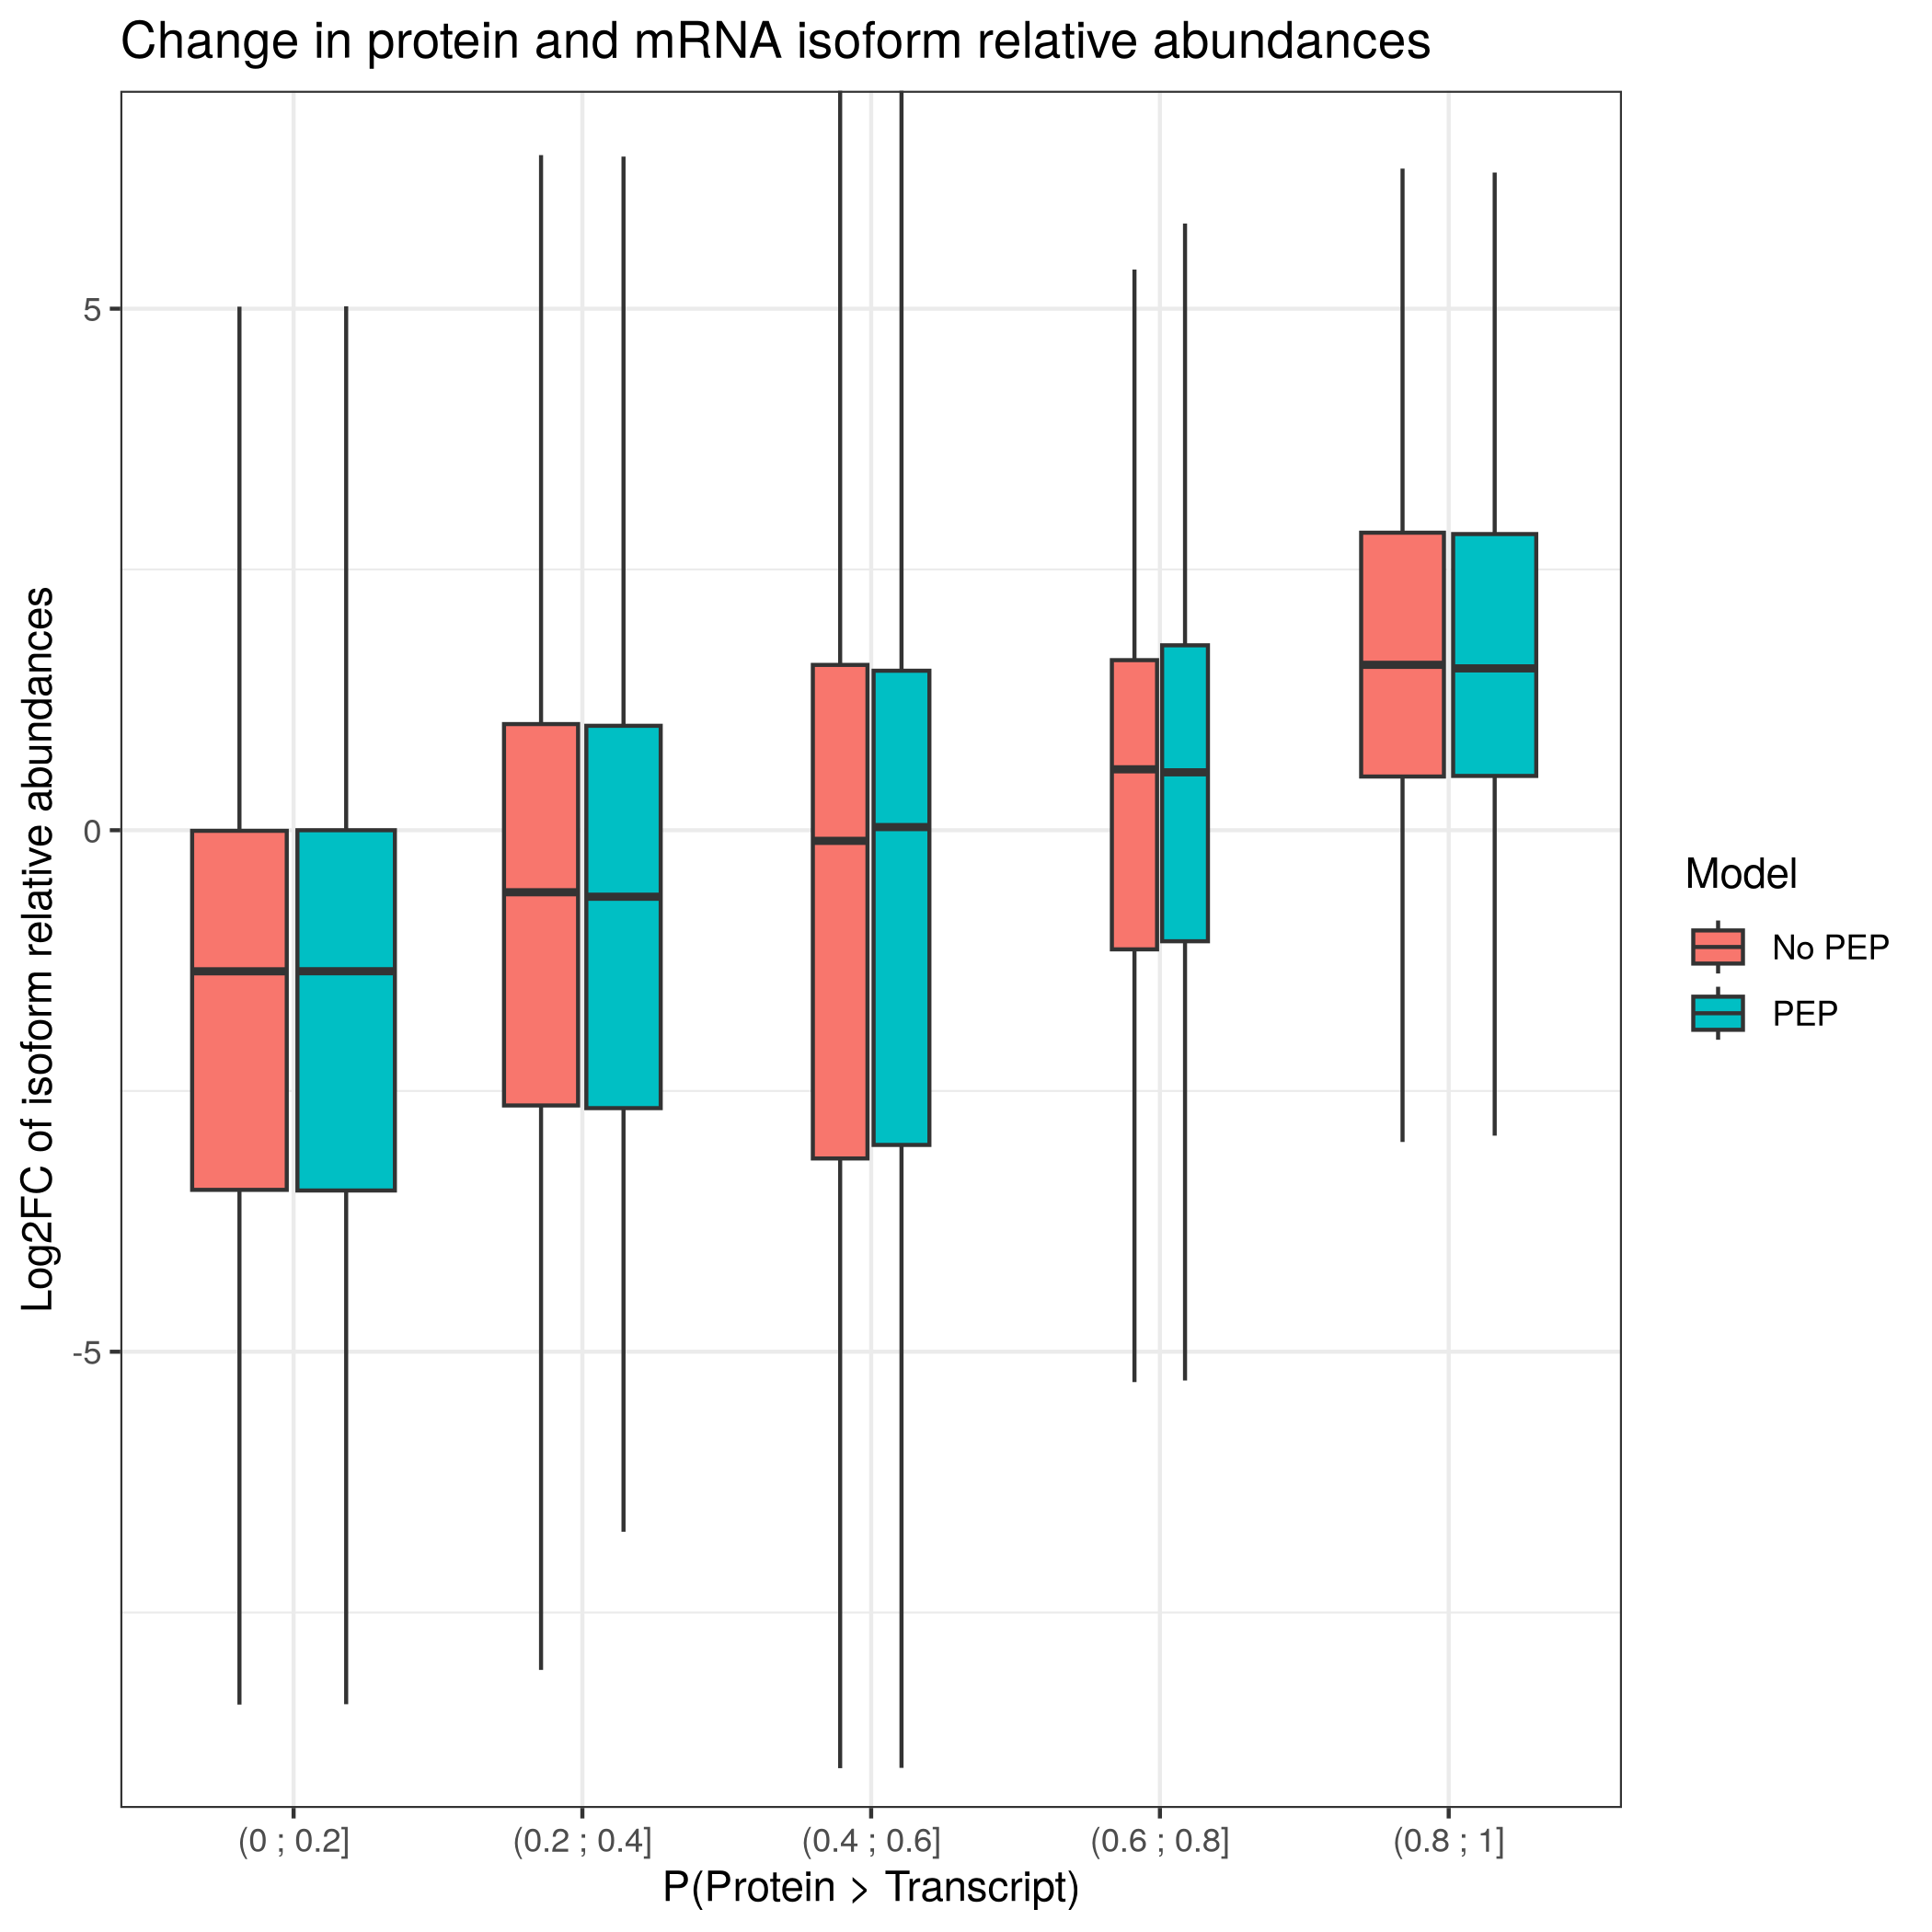 Change in protein and mRNA isoform relative abundances
Log2FC of isoform relative abundances
5
0
-5
(0 ; 0.2]
(0.2 ; 0.4]
(0.4 ; 0.6]
(0.6 ; 0.8]
(0.8 ; 1]
P(Protein > Transcript)
Model
No PEP
PEP